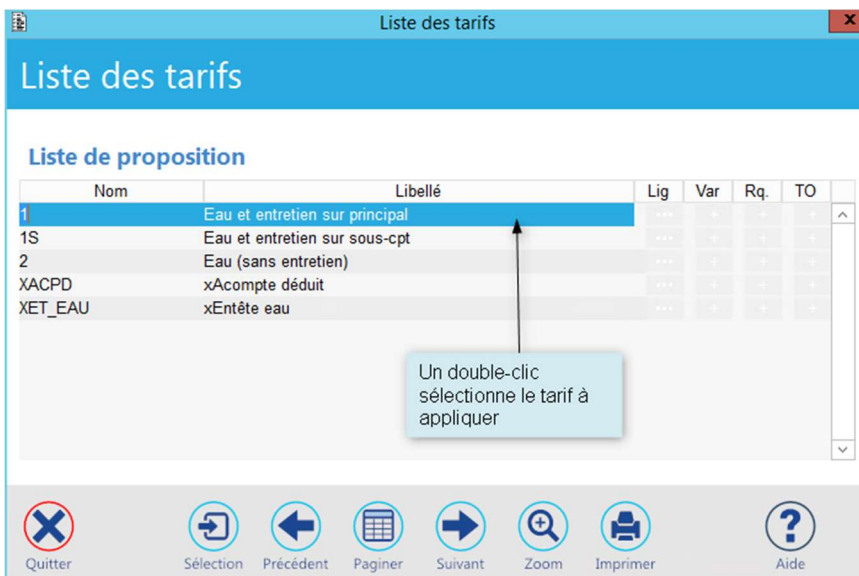 Liste des tarifs
x
Liste des tarifs
Liste de proposition
Nom Libellé Lig Var Rq. TO
1 Eau et entretien sur principal ... + + +
1S Eau et entretien sur sous-cpt ... + + +
2 Eau (sans entretien) ... + + +
XACPD xAcompte déduit ... + + +
XET_EAU xEntête eau ... + + +
Un double-clic
sélectionne le tarif à
appliquer
Quitter Sélection Précédent Paginer Suivant Zoom Imprimer ? Aide